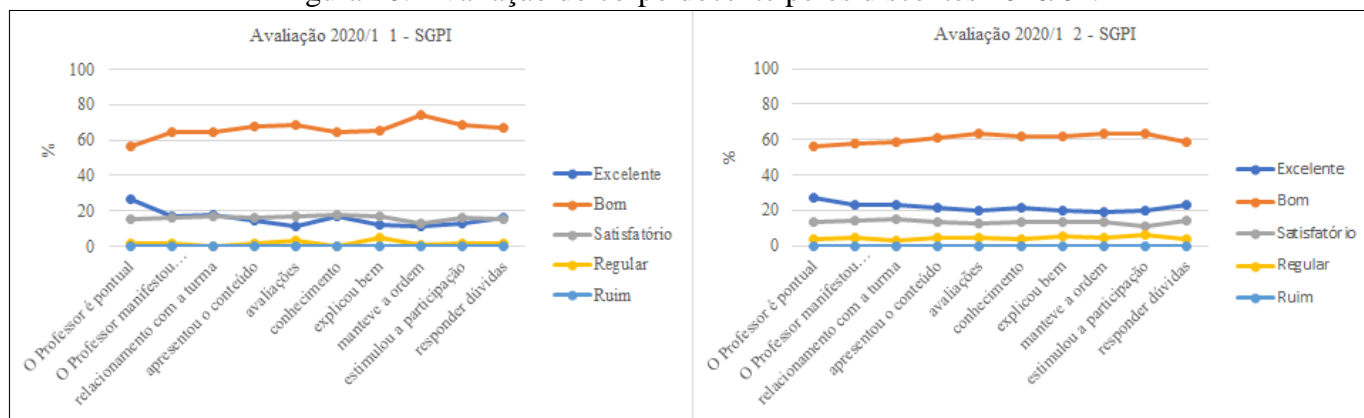 Avaliação 2020/1 1 - SGPI
100
80
60
40
20
0
%
Excelente
Bom
Satisfatório
Regular
Ruim
O Professor é pontual
O Professor manifestou...
relacionamento com a turma
apresentou o conteúdo
avaliações
conhecimento
explicou bem
manteve a ordem
estimulou a participação
responder dúvidas
Avaliação 2020/1 2 - SGPI
100
80
60
40
20
0
%
Excelente
Bom
Satisfatório
Regular
Ruim
O Professor é pontual
O Professor manifestou...
relacionamento com a turma
apresentou o conteúdo
avaliações
conhecimento
explicou bem
manteve a ordem
estimulou a participação
responder dúvidas